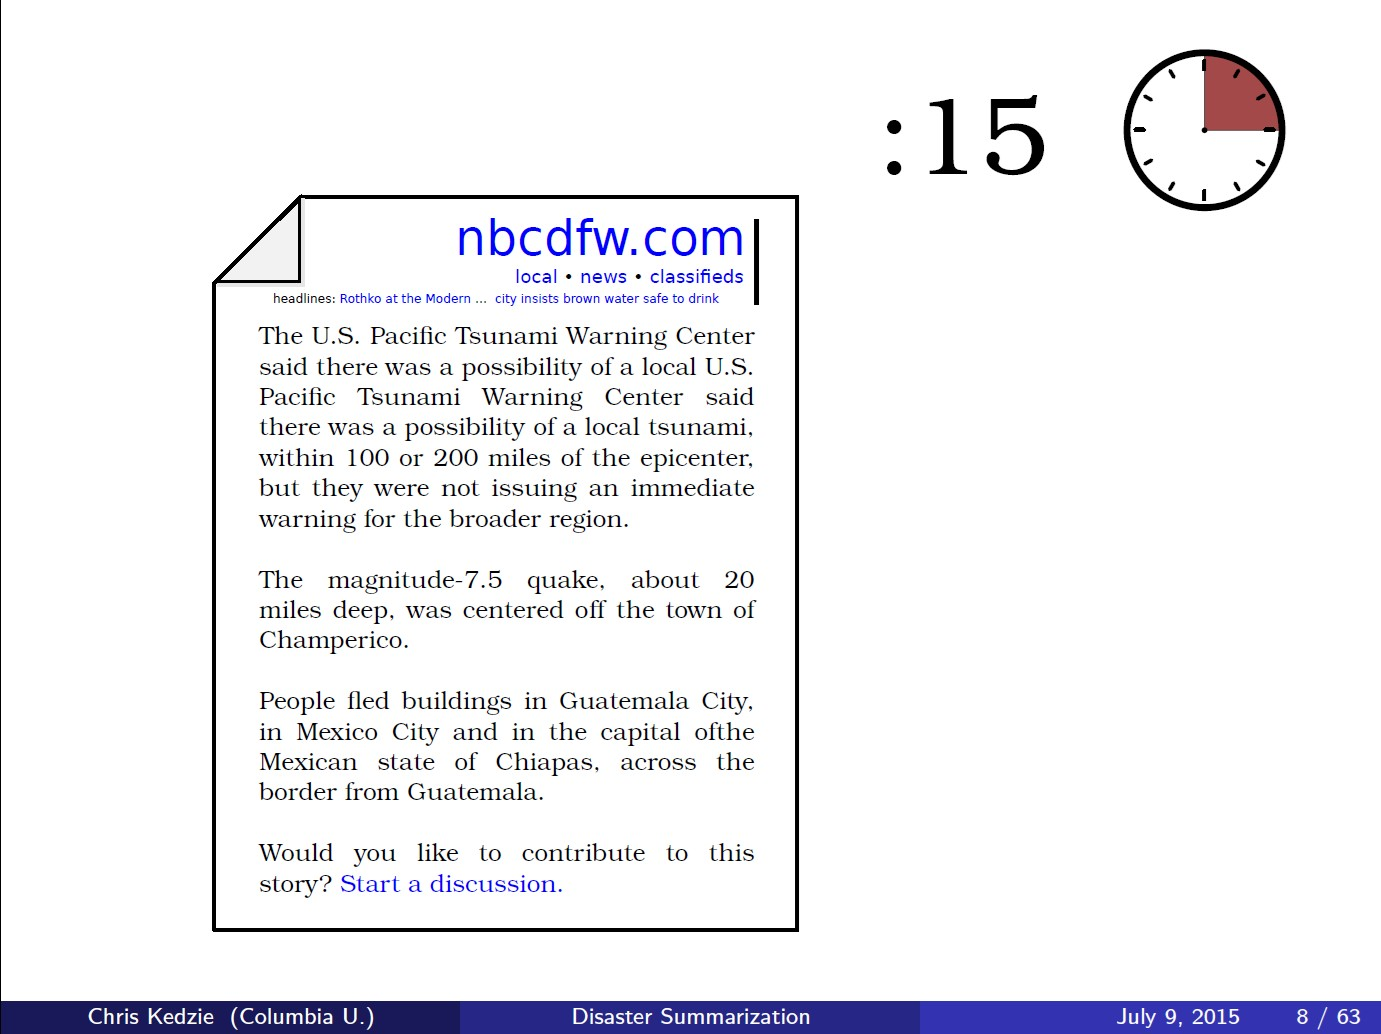 :15
nbcdfw.com
local • news • classifieds
headlines: Rothko at the Modern ... city insists brown water safe to drink
The U.S. Pacific Tsunami Warning Center
said there was a possibility of a local U.S.
Pacific Tsunami Warning Center said
there was a possibility of a local tsunami,
within 100 or 200 miles of the epicenter,
but they were not issuing an immediate
warning for the broader region.
The magnitude-7.5 quake, about 20
miles deep, was centered off the town of
Champerico.
People fled buildings in Guatemala City,
in Mexico City and in the capital ofthe
Mexican state of Chiapas, across the
border from Guatemala.
Would you like to contribute to this
story? Start a discussion.
Chris Kedzie (Columbia U.) Disaster Summarization July 9, 2015 8 / 63